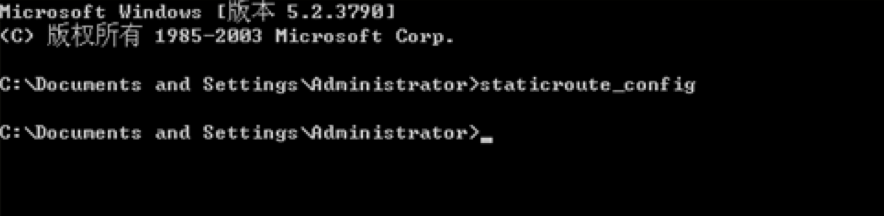 Microsoft Windows [版本 5.2.3790]
(C) 版权所有 1985-2003 Microsoft Corp.
C:\Documents and Settings\Administrator>staticroute_config
C:\Documents and Settings\Administrator>_